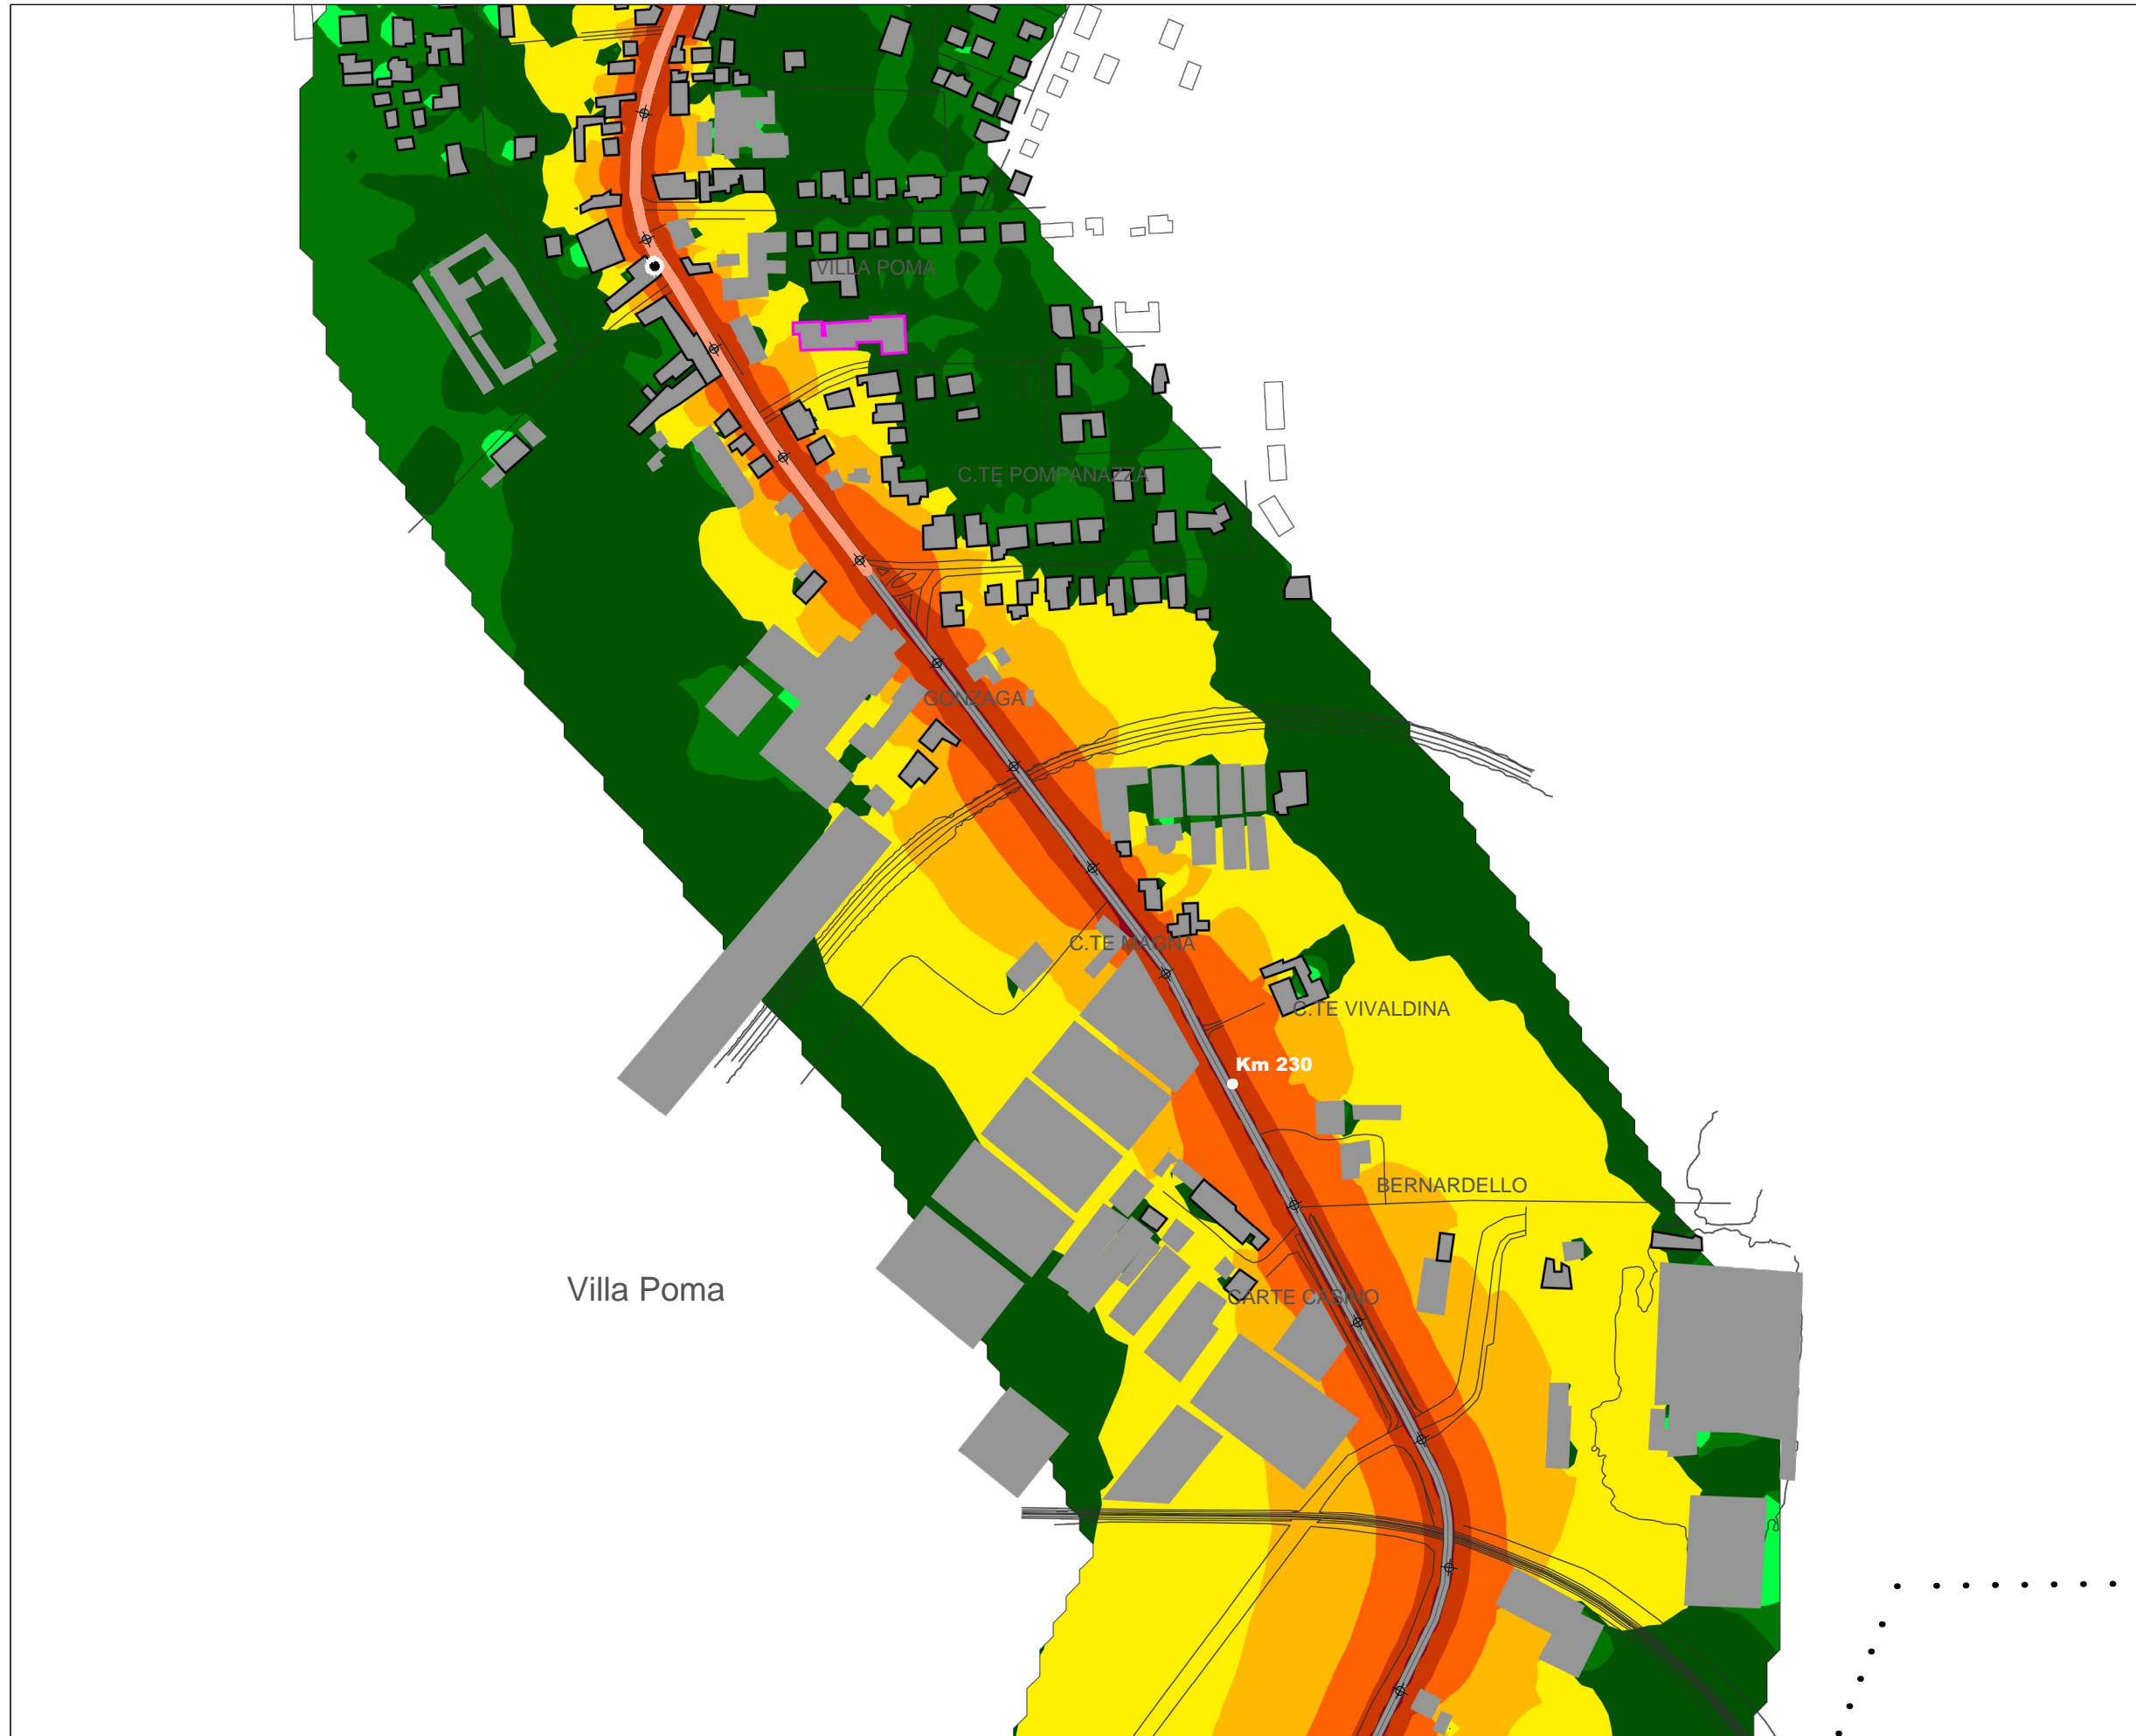 VILLA POMA
C.TE POMPANAZZA
GONZAGA
C.TE MAGNA
C.TE VIVALDINA
Km 230
BERNARDELLO
Villa Poma
CARTE CASINO